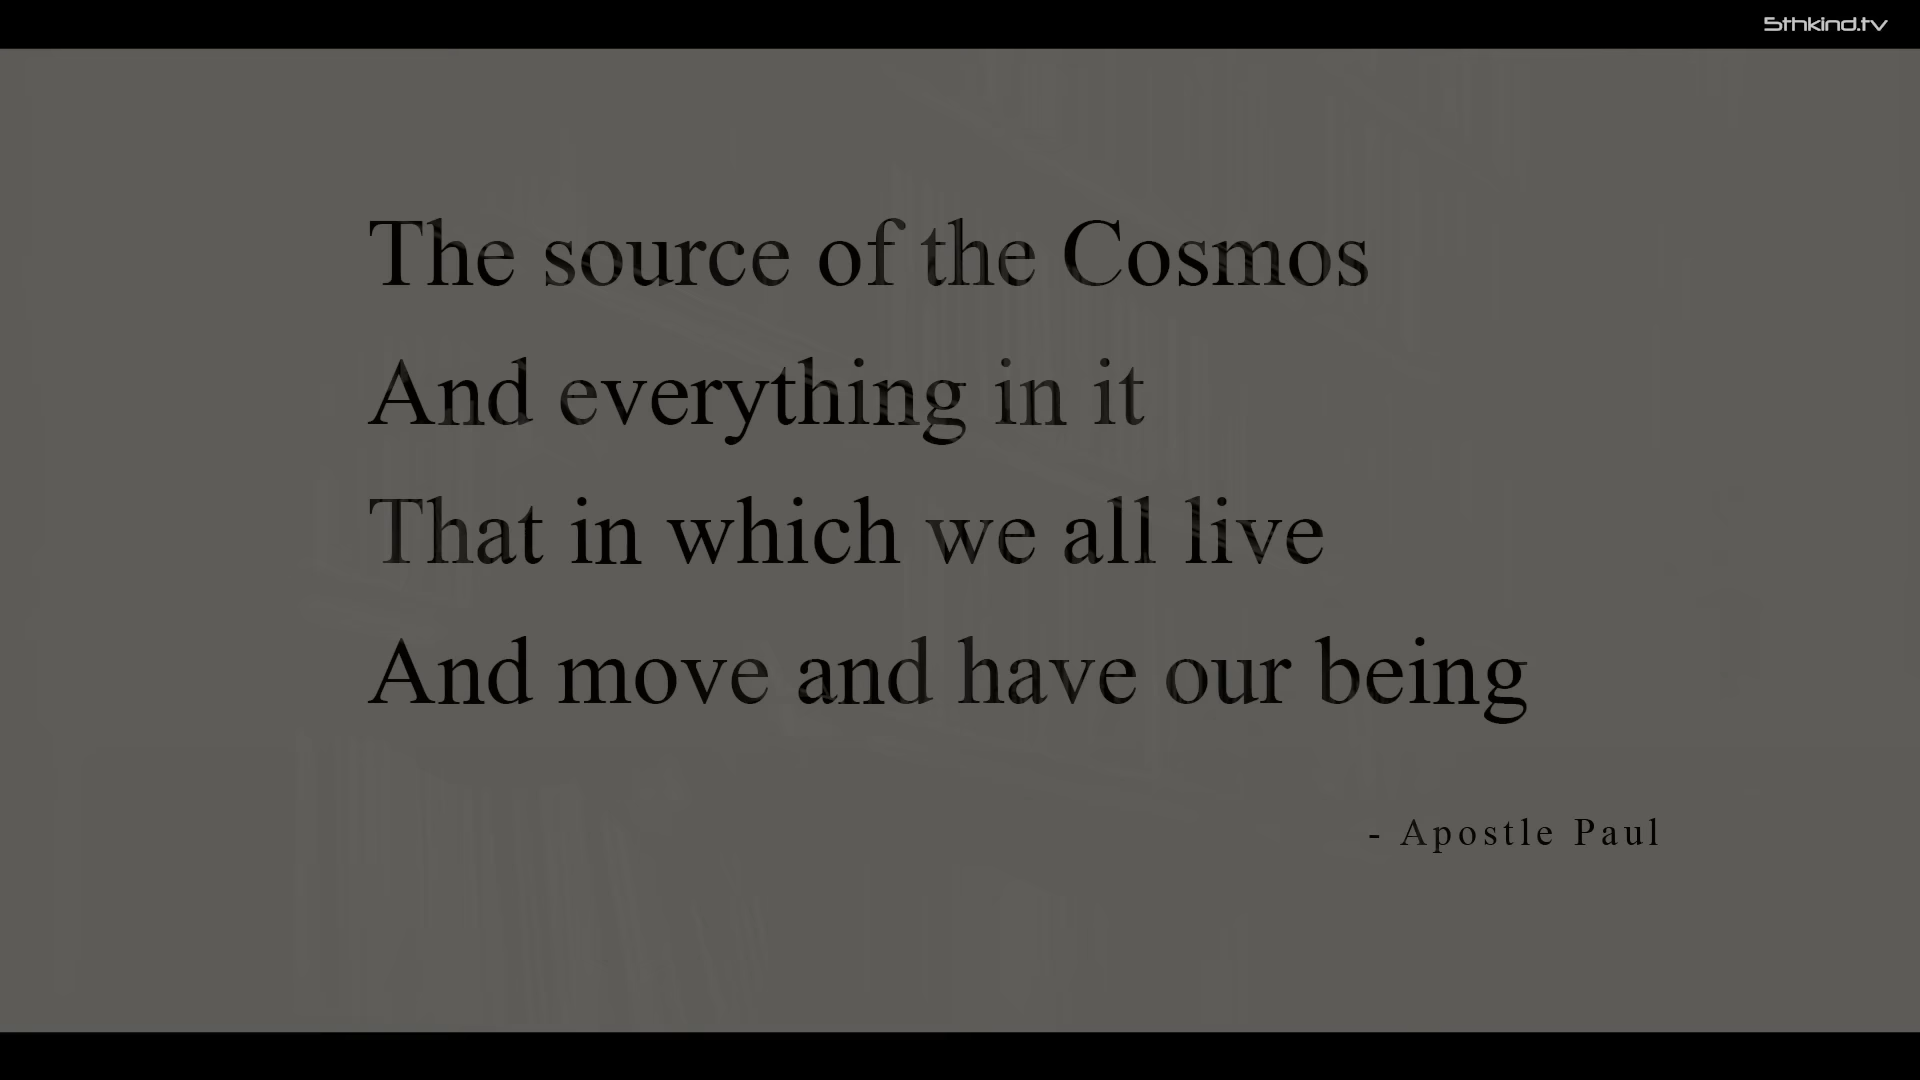 5thkind.tv
The source of the Cosmos
And everything in it
That in which we all live
And move and have our being
- Apostle Paul